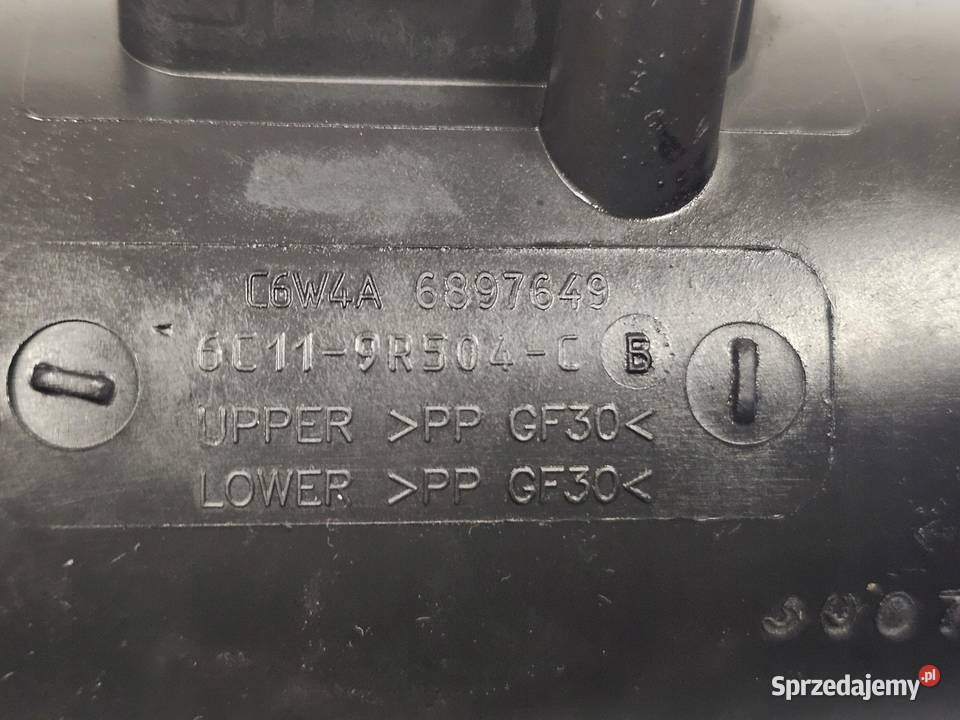 C6W4A 6897649
6C11-9R504-C B
UPPER >PP GF30<
LOWER >PP GF30<
Sprzedajemy.pl